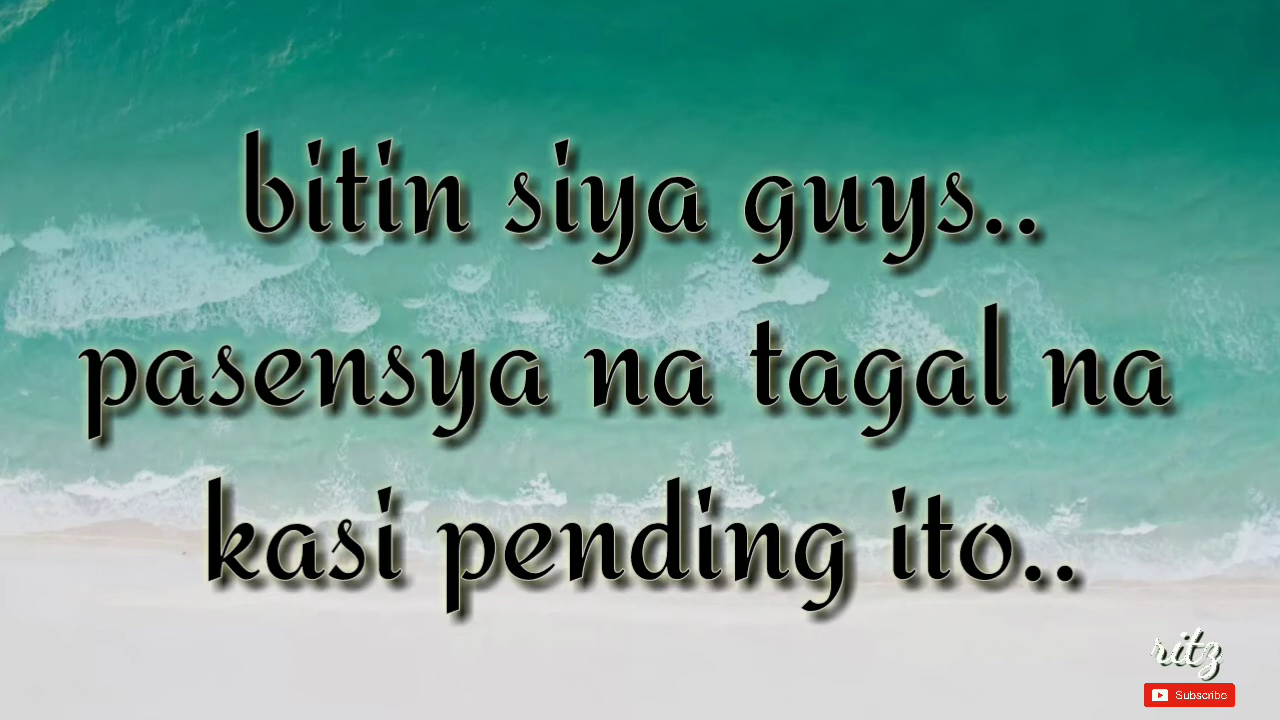 bitin siya guys..
pasensya na tagal na
kasi pending ito..
ritz
Subscribe